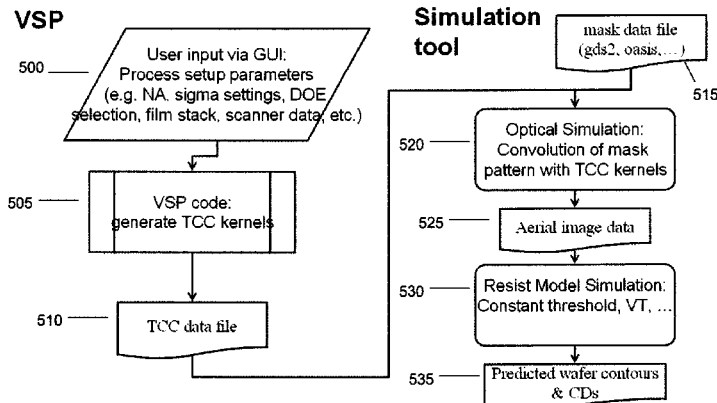 VSP
500
User input via GUI:
Process setup parameters
(e.g. NA. sigma settings, DOE
selection, film stack, scanner data, etc.)
505
VSP code:
generate TCC kernels
510
TCC data file
Simulation
tool
mask data file
(gds2, oasis,…)
515
520
Optical Simulation:
Convolution of mask
pattern with TCC kernels
525
Aerial image data
530
Resist Model Simulation:
Constant threshold, VT, …
535
Predicted wafer contours
& CDs